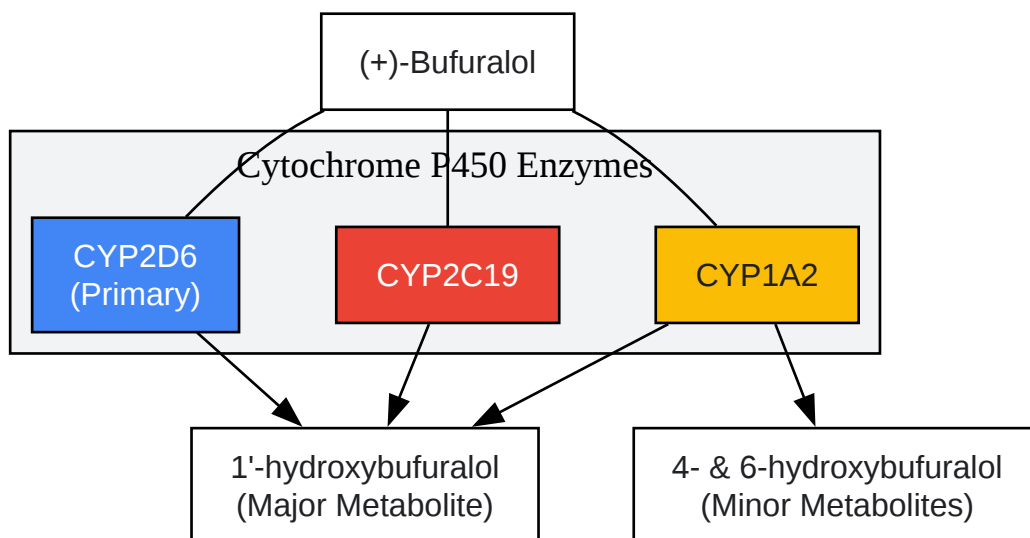 (+)-Bufuralol
Cytochrome P450 Enzymes
CYP2D6
(Primary)
CYP2C19
CYP1A2
1'-hydroxybufuralol
(Major Metabolite)
4- & 6-hydroxybufuralol
(Minor Metabolites)